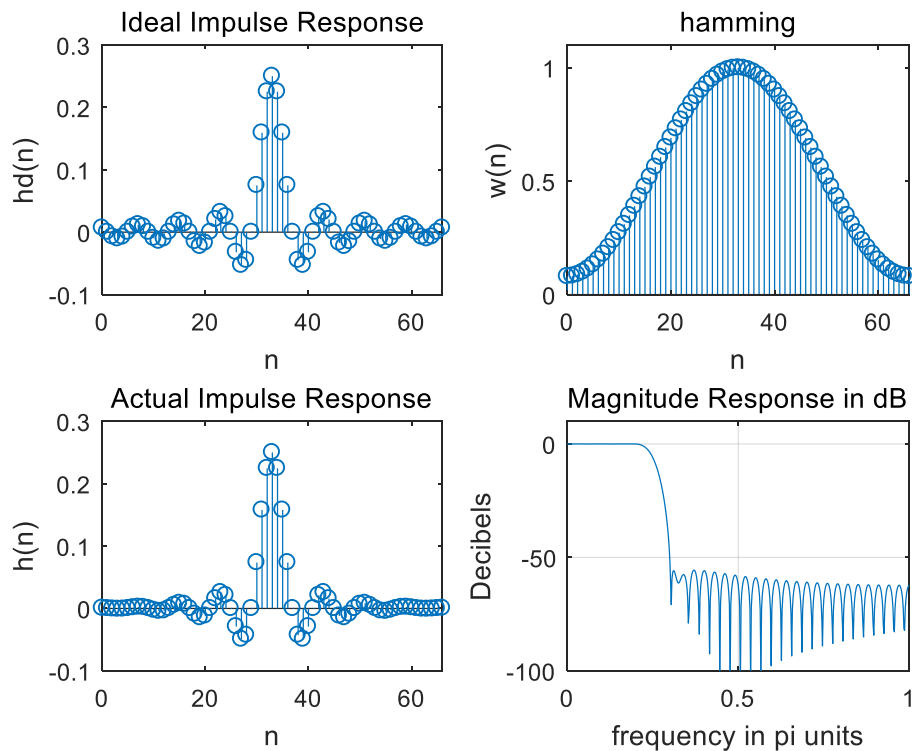 Ideal Impulse Response
0.3
0.2
0.1
0
-0.1
hd(n)
0
20
40
60
n
hamming
1
0.5
0
w(n)
0
20
40
60
n
Actual Impulse Response
0.3
0.2
0.1
0
-0.1
h(n)
0
20
40
60
n
Magnitude Response in dB
0
-50
-100
Decibels
0
0.5
1
frequency in pi units